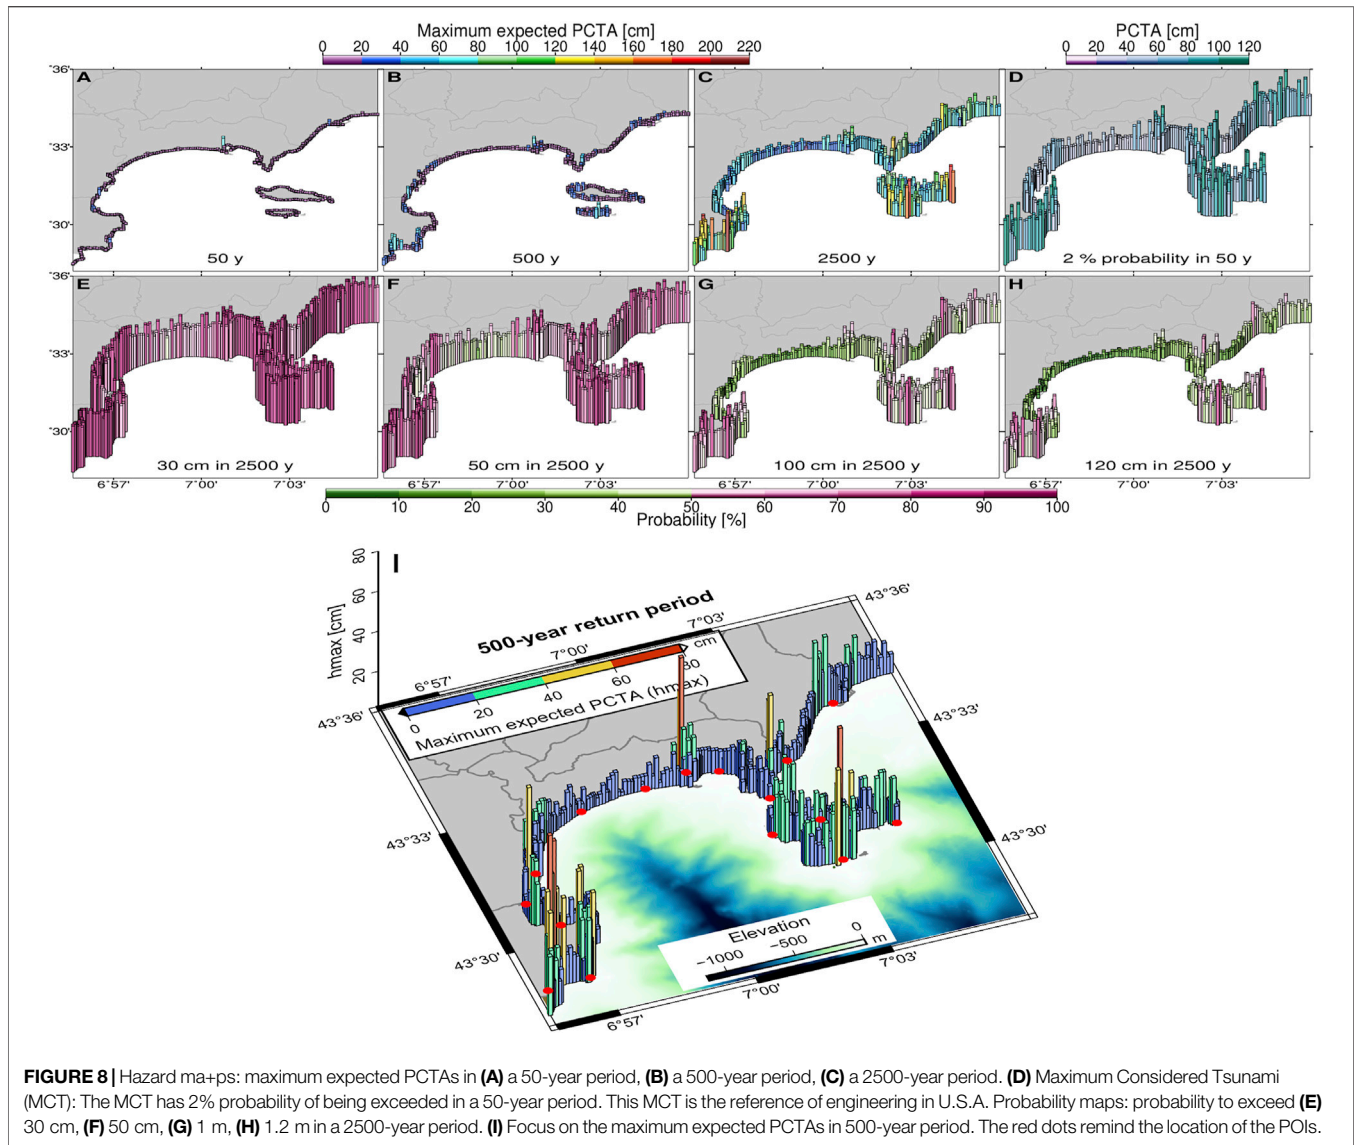 Maximum expected PCTA [cm]
0 20 40 60 80 100 120 140 160 180 200 220
PCTA [cm]
0 20 40 60 80 100 120
'36'
A
B
C
D
'33'
'30'
50 y
500 y
2500 y
2 % probability in 50 y
'36'
E
F
G
H
'33'
'30'
30 cm in 2500 y
50 cm in 2500 y
100 cm in 2500 y
120 cm in 2500 y
6°57' 7°00' 7°03'
6°57' 7°00' 7°03'
6°57' 7°00' 7°03'
6°57' 7°00' 7°03'
0 10 20 30 40 50 60 70 80 90 100
Probability [%]
I
80
60
40
20
hmax [cm]
500-year return period
43°36'
6°57'
7°00'
7°03'
43°36'
cm
0 20 40 60 80
Maximum expected PCTA (hmax)
43°33'
43°33'
43°30'
43°30'
Elevation
−1000 −500 0
m
6°57'
7°00'
7°03'
FIGURE 8 | Hazard ma+ps: maximum expected PCTAs in (A) a 50-year period, (B) a 500-year period, (C) a 2500-year period. (D) Maximum Considered Tsunami
(MCT): The MCT has 2% probability of being exceeded in a 50-year period. This MCT is the reference of engineering in U.S.A. Probability maps: probability to exceed (E)
30 cm, (F) 50 cm, (G) 1 m, (H) 1.2 m in a 2500-year period. (I) Focus on the maximum expected PCTAs in 500-year period. The red dots remind the location of the POIs.